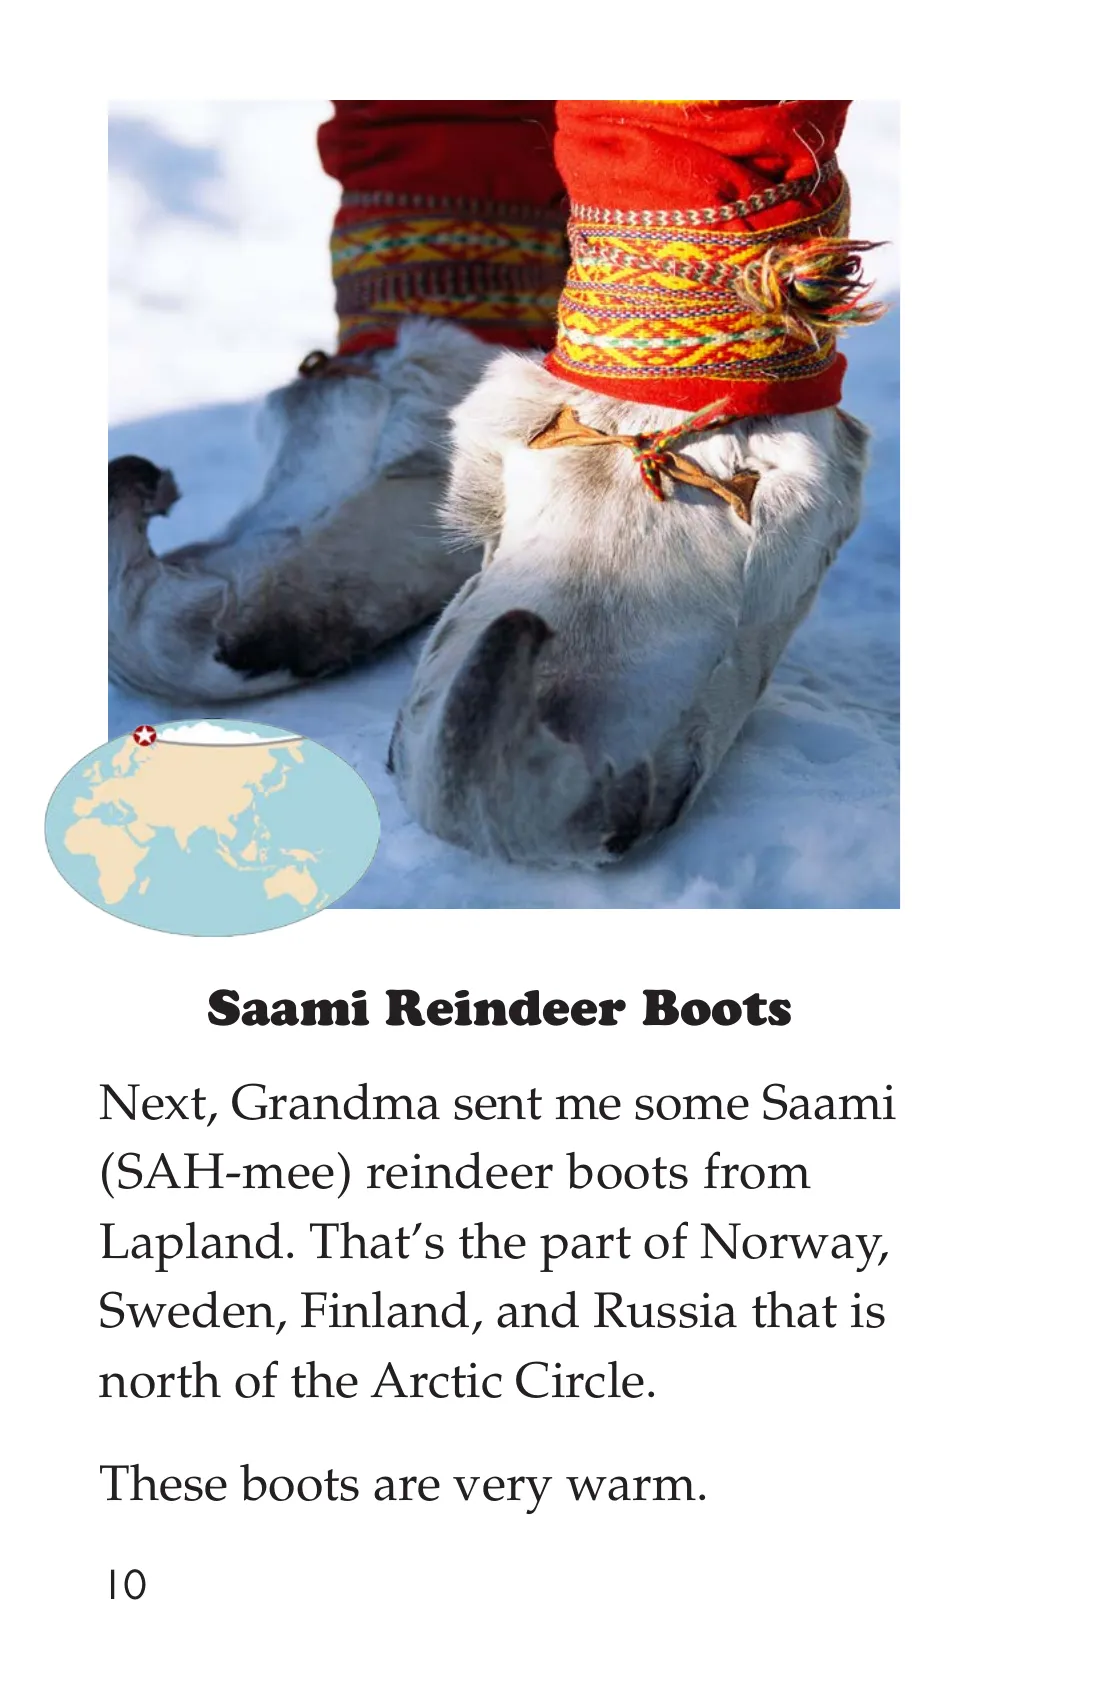 Saami Reindeer Boots
Next, Grandma sent me some Saami
(SAH-mee) reindeer boots from
Lapland. That’s the part of Norway,
Sweden, Finland, and Russia that is
north of the Arctic Circle.
These boots are very warm.
10